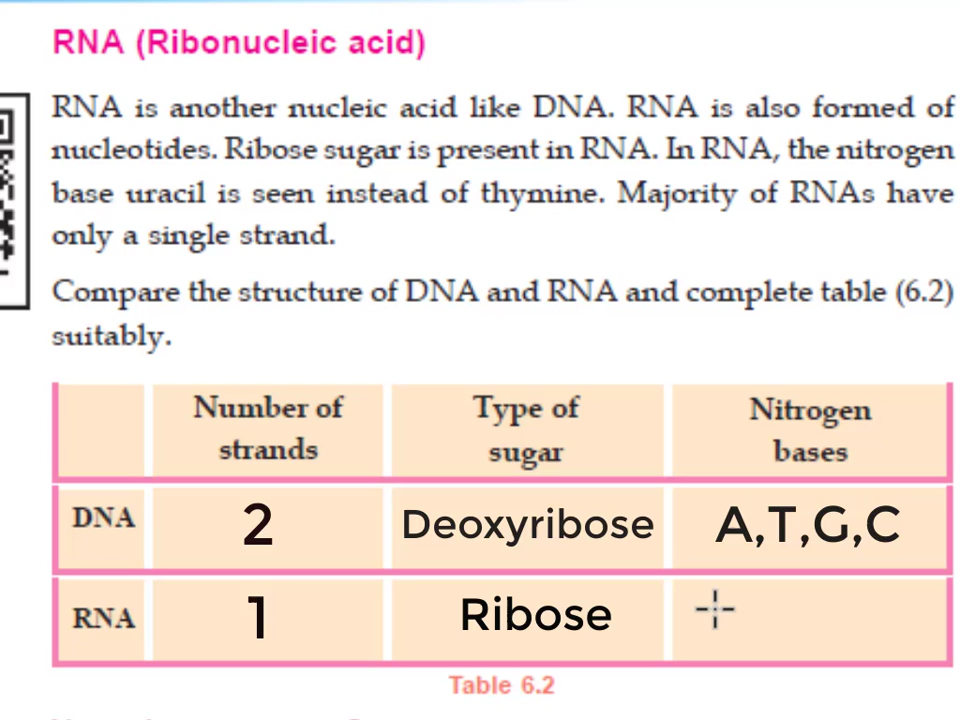 RNA (Ribonucleic acid)
RNA is another nucleic acid like DNA. RNA is also formed of
nucleotides. Ribose sugar is present in RNA. In RNA, the nitrogen
base uracil is seen instead of thymine. Majority of RNAs have
only a single strand.
Compare the structure of DNA and RNA and complete table (6.2)
suitably.
Number of strands
Type of sugar
Nitrogen bases
DNA 2 Deoxyribose A,T,G,C
RNA 1 Ribose
Table 6.2